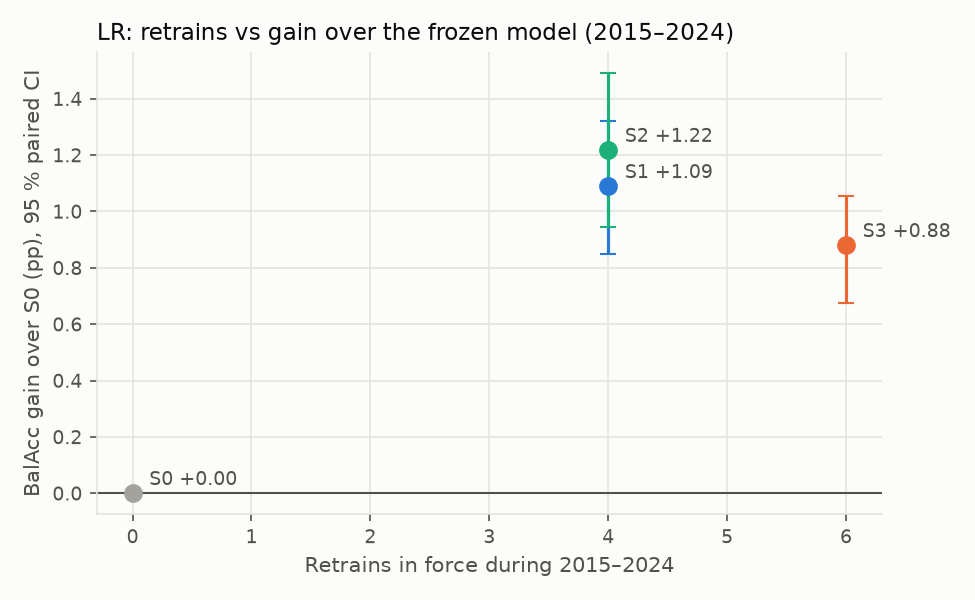 LR: retrains vs gain over the frozen model (2015–2024)
BalAcc gain over S0 (pp), 95 % paired CI
1.4
1.2
1.0
0.8
0.6
0.4
0.2
0.0
S2 +1.22
S1 +1.09
S3 +0.88
S0 +0.00
0 1 2 3 4 5 6
Retrains in force during 2015–2024